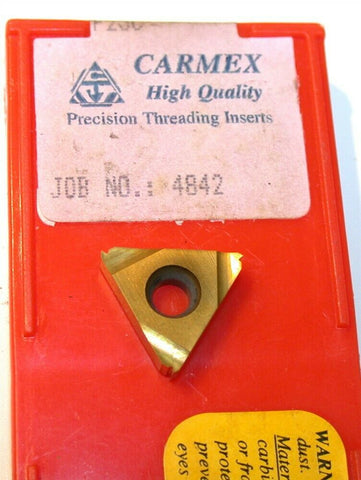 CARMEX
High Quality
Precision Threading Inserts
JOB NO.: 4842
WARN
dust.
Mater
carbi
or fro
prote
preve
eyes